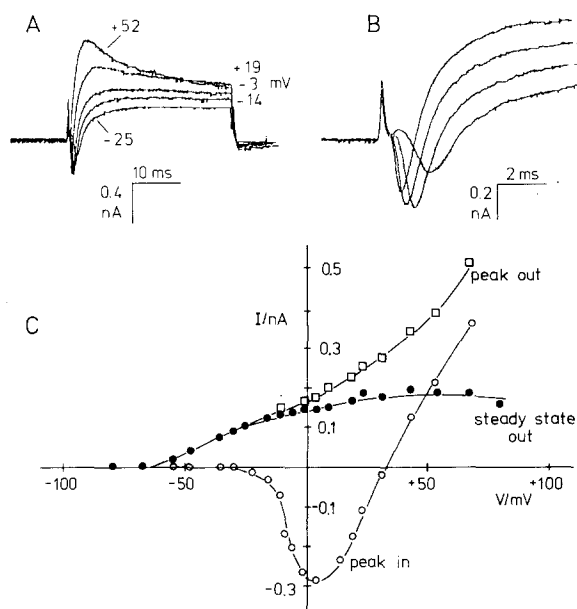 A
+52
+19
-3 mV
-14
-25
10 ms
0.4
nA
B
2 ms
0.2
nA
C
I/nA
0.5
0.3
0.1
-0.1
-0.3
-100
-50
+50
+100
V/mV
peak out
steady state
out
peak in